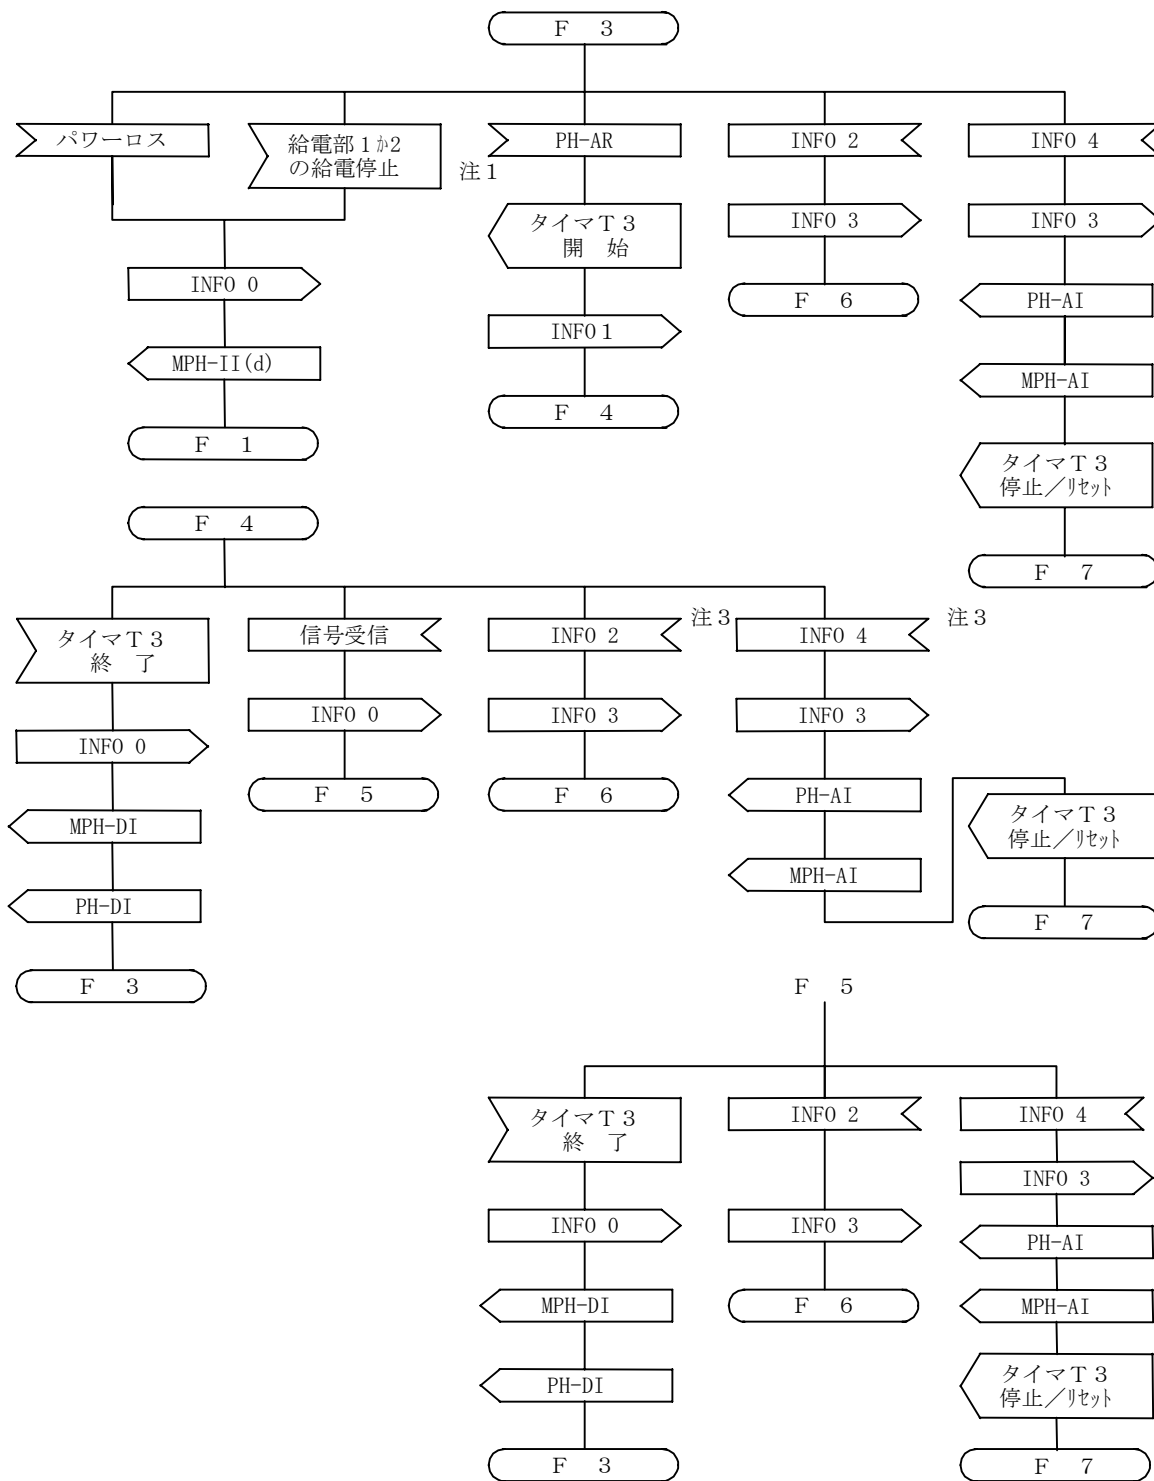 F 3
パワーロス
給電部1か2
の給電停止
注1
PH-AR
INFO 2
INFO 4
タイマT3
開 始
INFO 3
INFO 3
INFO 0
F 6
PH-AI
INFO1
MPH-II(d)
MPH-AI
F 4
F 1
タイマT3
停止/リセット
F 4
F 7
タイマT3
終 了
信号受信
INFO 2
注3
INFO 4
注3
INFO 0
INFO 0
INFO 3
INFO 3
F 5
F 6
PH-AI
タイマT3
停止/リセット
MPH-DI
MPH-AI
PH-DI
F 7
F 3
F 5
タイマT3
終 了
INFO 2
INFO 4
INFO 3
INFO 0
INFO 3
PH-AI
MPH-DI
F 6
MPH-AI
PH-DI
タイマT3
停止/リセット
F 3
F 7